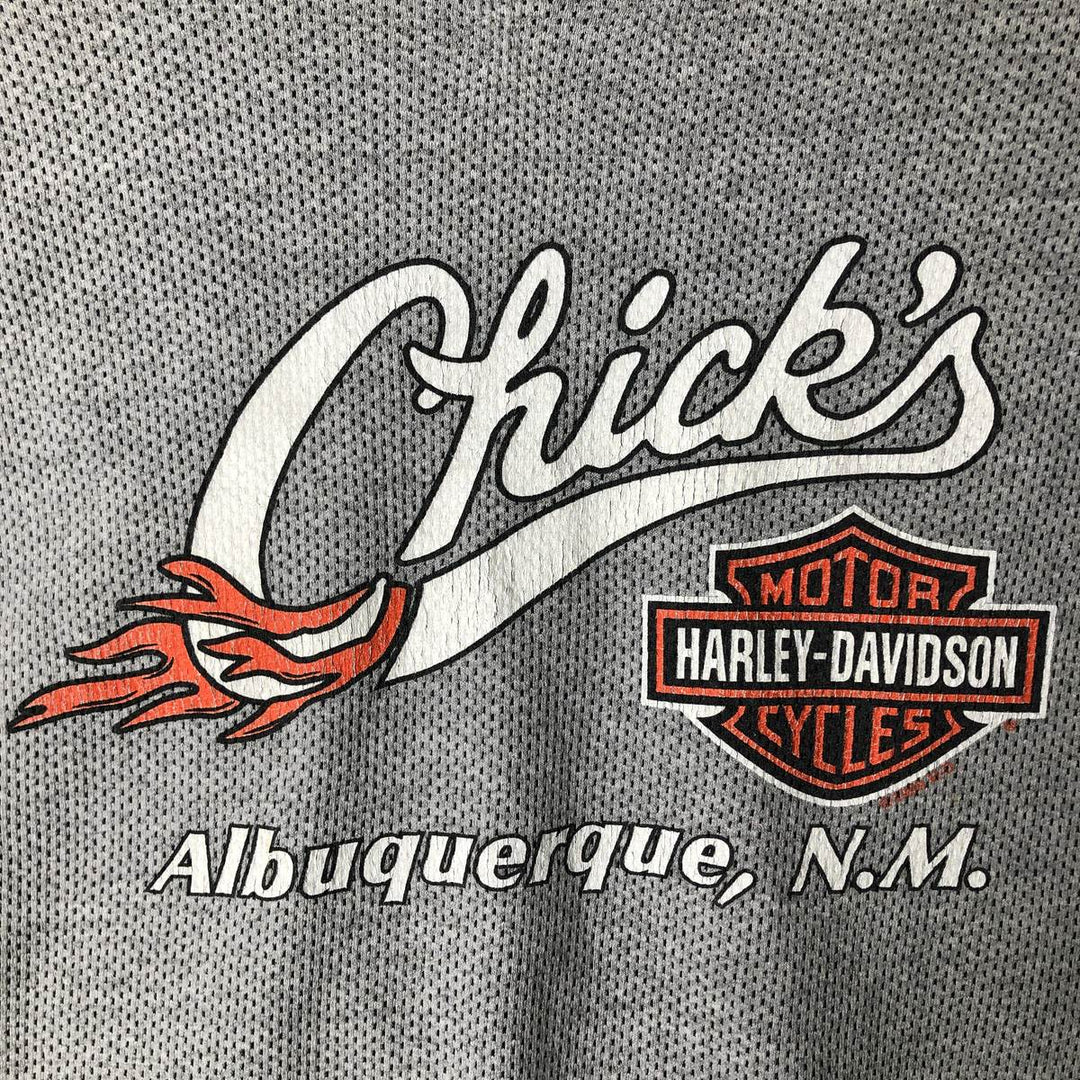 Chick's
MOTOR
HARLEY-DAVIDSON
CYCLES
®
Albuquerque, N.M.